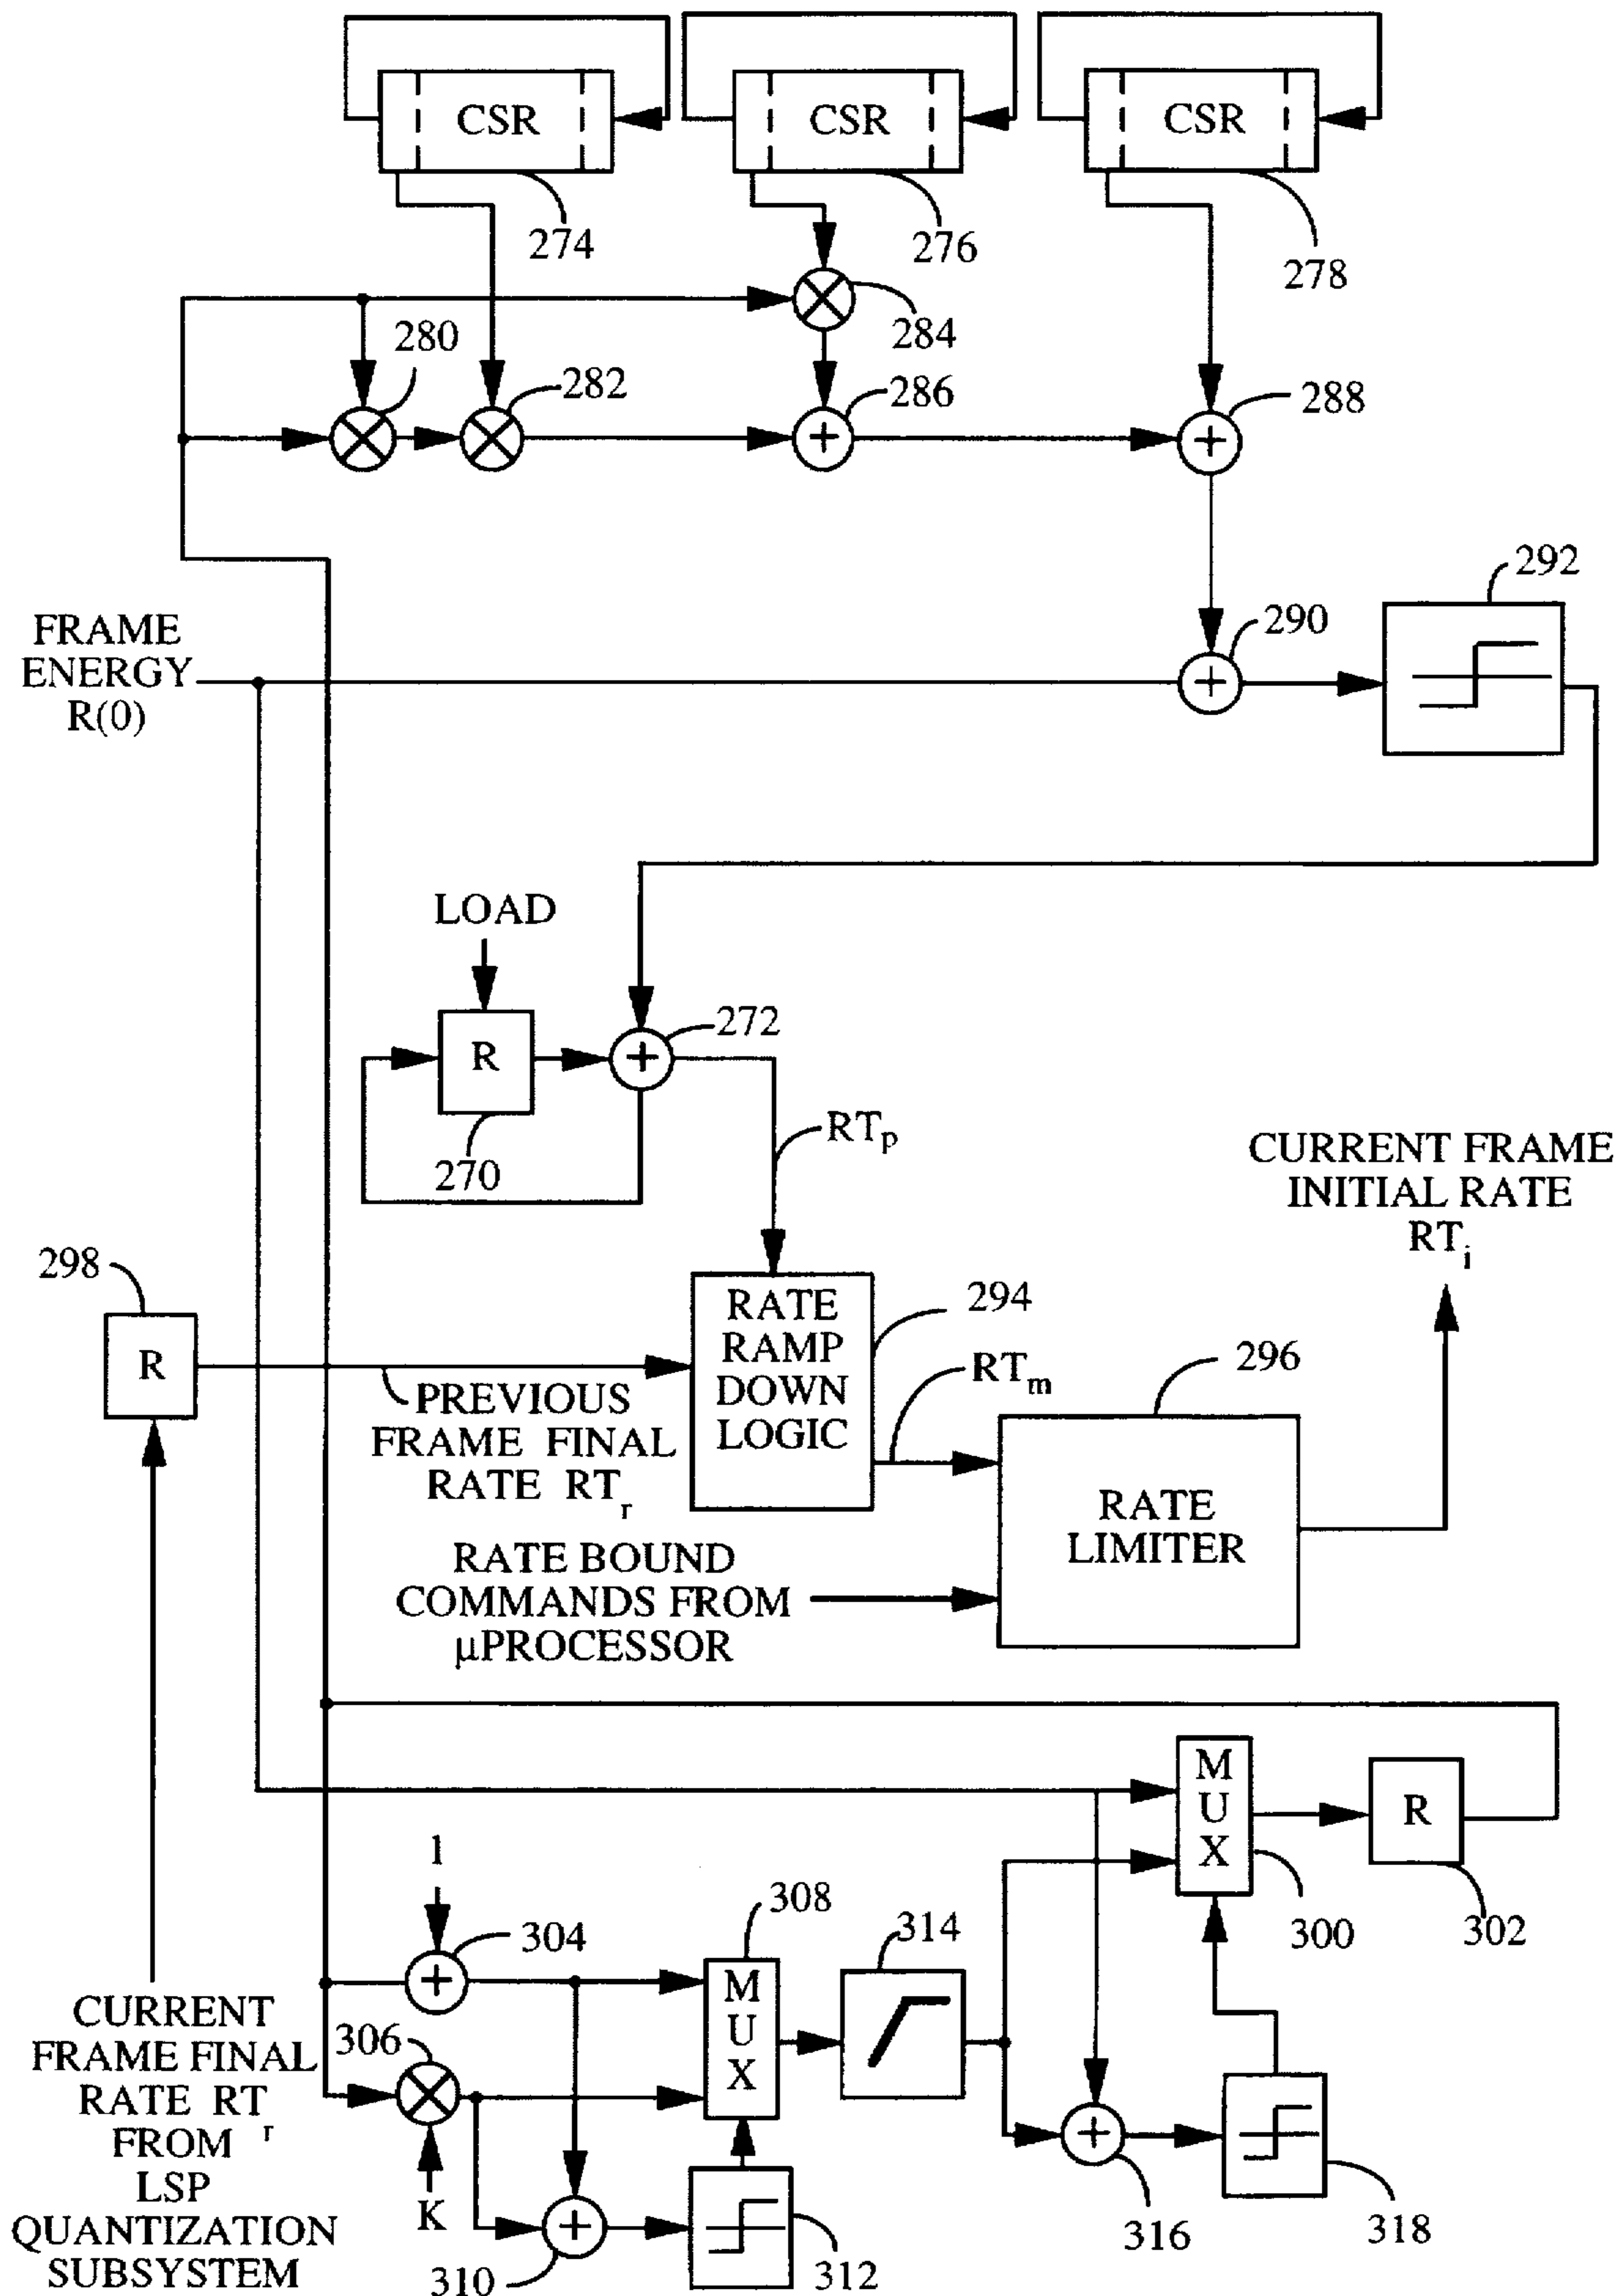 CSR
CSR
CSR
274
276
278
280
284
282
286
288
292
FRAME
ENERGY
R(0)
290
LOAD
R
272
270
RTp
CURRENT FRAME
INITIAL RATE
RTi
298
R
RATE
RAMP
DOWN
LOGIC
294
PREVIOUS
FRAME FINAL
RATE RTr
RTm
296
RATE
LIMITER
RATE BOUND
COMMANDS FROM
µPROCESSOR
MUX
R
1
308
304
314
300
302
MUX
CURRENT
FRAME FINAL
RATE RTr
FROM
LSP
QUANTIZATION
SUBSYSTEM
306
K
310
312
316
318